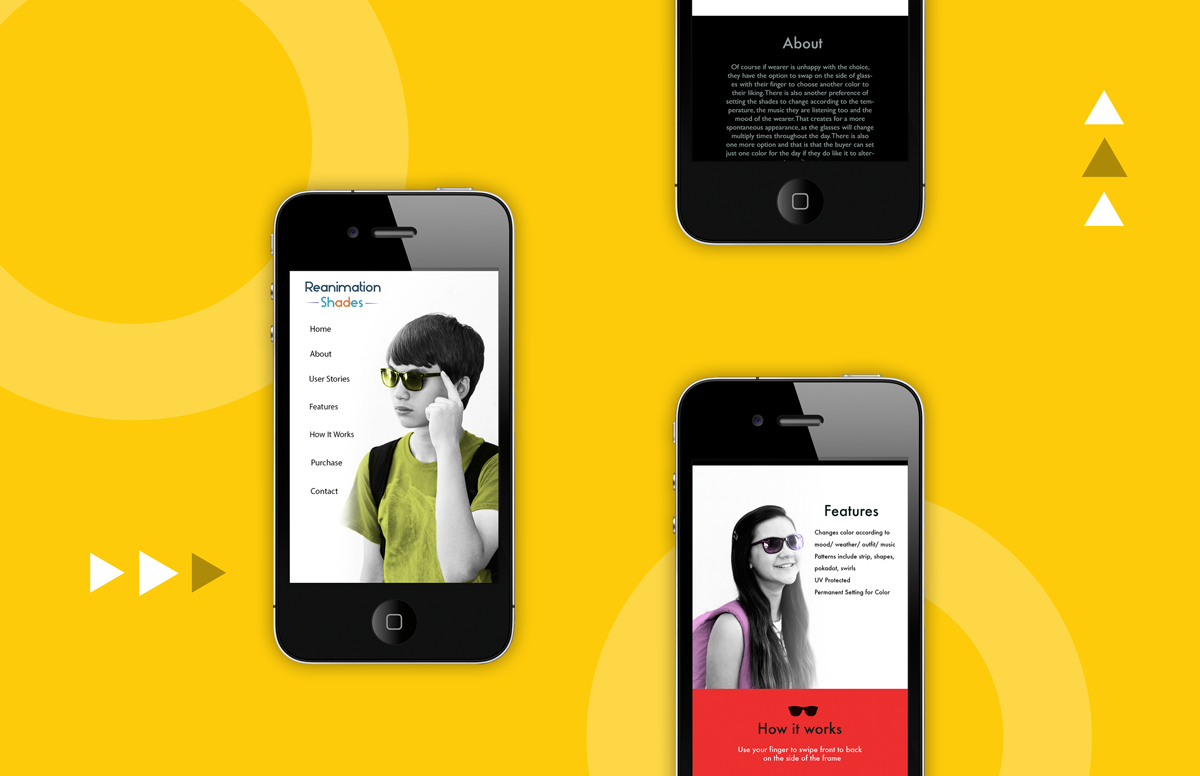 Reanimation
Shades
Home
About
User Stories
Features
How It Works
Purchase
Contact
About
Of course if wearer is unhappy with the choice,
they have the option to swap on the side of glass-
es with their finger to choose another color to
their liking.There is also another preference of
setting the shades to change according to the tem-
perature, the music they are listening too and the
mood of the wearer.That creates for a more
spontaneous appearance, as the glasses will change
multiply times throughout the day.There is also
one more option and that is that the buyer can set
just one color for the day if they do like it to alter-
Features
Changes color according to
mood/ weather/ outfit/ music
Patterns include strip, shapes,
pokadot, swirls
UV Protected
Permanent Setting for Color
How it works
Use your finger to swipe front to back
on the side of the frame